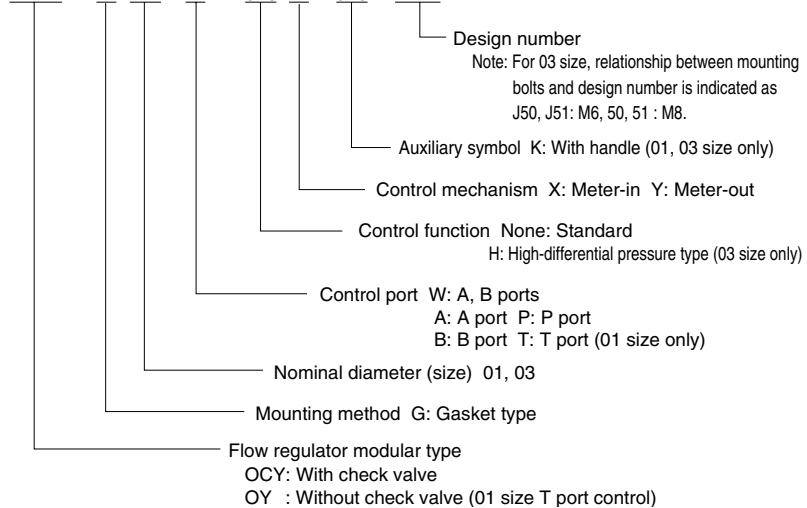 Design number
Note: For 03 size, relationship between mounting
bolts and design number is indicated as
J50, J51: M6, 50, 51 : M8.
Auxiliary symbol K: With handle (01, 03 size only)
Control mechanism X: Meter-in Y: Meter-out
Control function None: Standard
H: High-differential pressure type (03 size only)
Control port W: A, B ports
A: A port P: P port
B: B port T: T port (01 size only)
Nominal diameter (size) 01, 03
Mounting method G: Gasket type
Flow regulator modular type
OCY: With check valve
OY : Without check valve (01 size T port control)